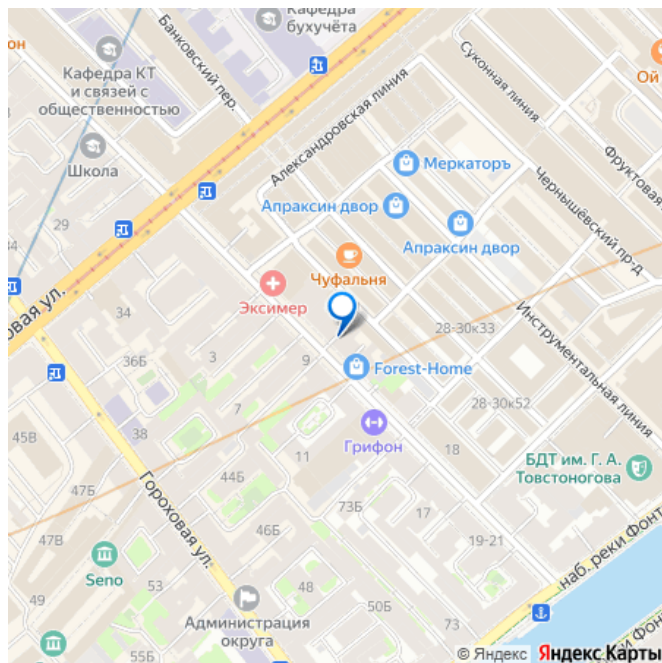 Кафедра
бухучёта
он
Кафедра КТ
и связей с
общественностью
Банковский пер.
Суконная линия
Ой
Школа
Александровская линия
Меркаторъ
Фруктовая
Апраксин двор
Апраксин двор
Чернышёвский пр-д
29
Чуфальня
Эксимер
овая ул.
34
28-30к33
Инструментальная линия
36Б
3
9
Forest-Home
7
28-30к52
38
45В
Грифон
11
18
БДТ им. Г. А.
Товстоногова
44Б
47Б
Гороховая ул.
73Б
17
46Б
47В
19-21
наб. реки Фонт
Seno
53
48
49
50Б
73
Администрация
округа
55Б
и Фон
© Яндекс Яндекс Карты